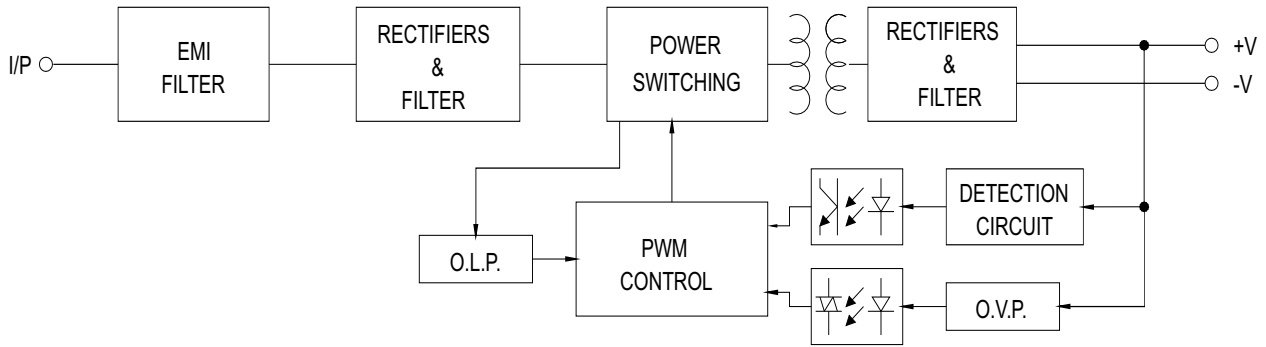 I/P
EMI
FILTER
RECTIFIERS
&
FILTER
POWER
SWITCHING
RECTIFIERS
&
FILTER
+V
-V
DETECTION
CIRCUIT
PWM
CONTROL
O.L.P.
O.V.P.